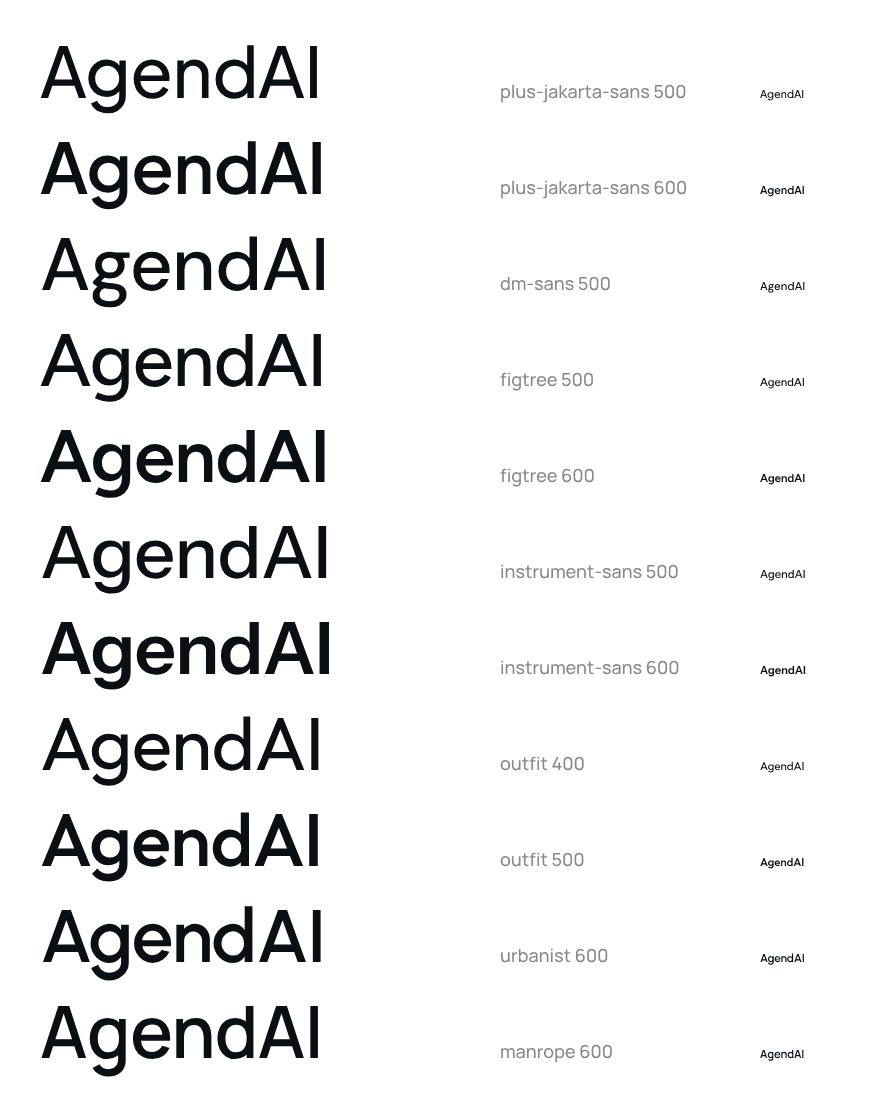 AgendAI plus-jakarta-sans 500 AgendAI
AgendAI plus-jakarta-sans 600 AgendAI
AgendAI dm-sans 500 AgendAI
AgendAI figtree 500 AgendAI
AgendAI figtree 600 AgendAI
AgendAI instrument-sans 500 AgendAI
AgendAI instrument-sans 600 AgendAI
AgendAI outfit 400 AgendAI
AgendAI outfit 500 AgendAI
AgendAI urbanist 600 AgendAI
AgendAI manrope 600 AgendAI